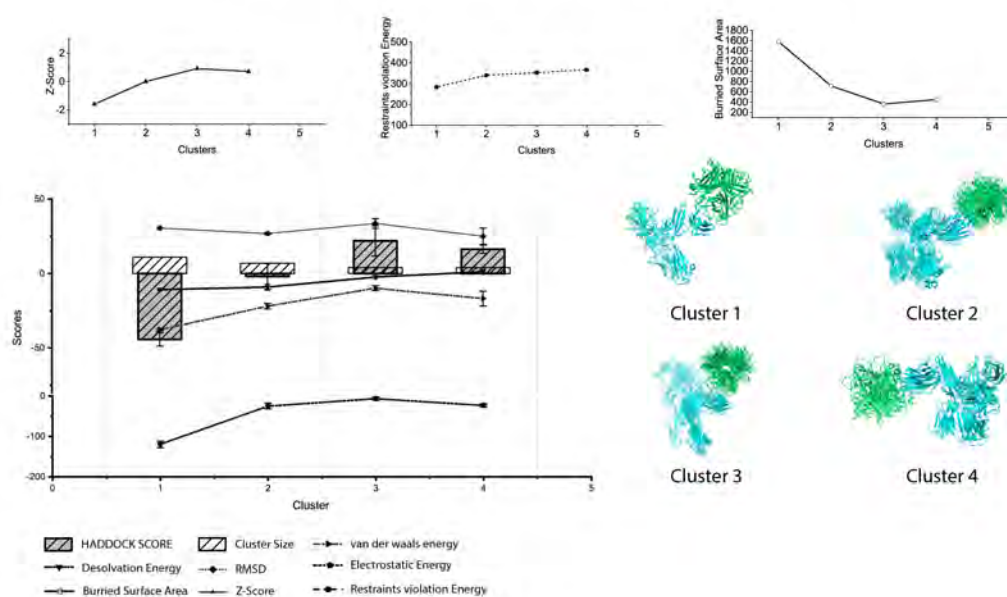 Z-Score
2
0
-2
1 2 3 4 5
Clusters
Restraints violation Energy
500
400
300
200
100
1 2 3 4 5
Clusters
Burried Surface Area
1800
1600
1400
1200
1000
800
600
400
200
1 2 3 4 5
Clusters
Scores
50
0
-50
0
-100
-200
0 1 2 3 4 5
Cluster
Cluster 1
Cluster 2
Cluster 3
Cluster 4
HADDOCK SCORE Cluster Size van der waals energy
Desolvation Energy RMSD Electrostatic Energy
Burried Surface Area Z-Score Restraints violation Energy